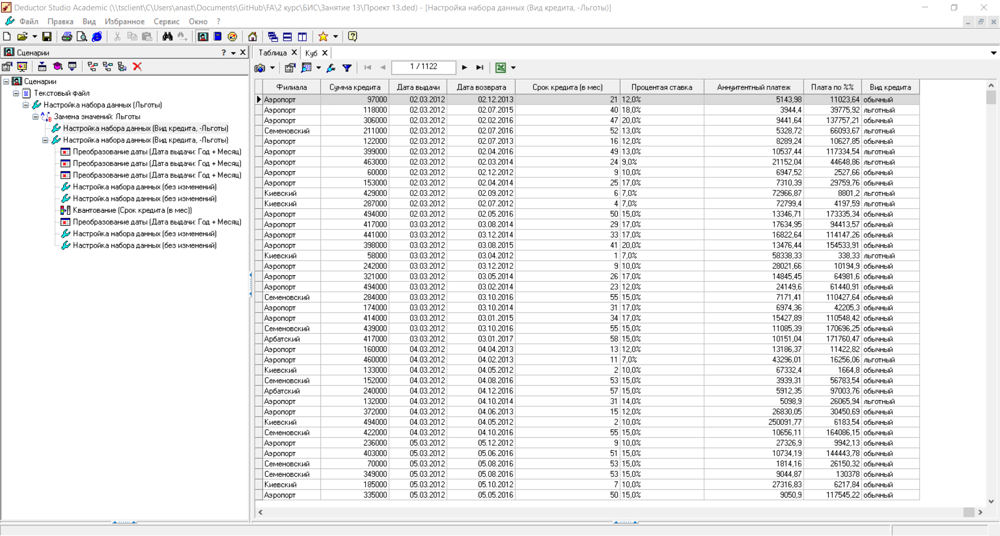 Deductor Studio Academic (\\tsclient\C\Users\anast\Documents\GitHub\FA\2 курс\БИС\Занятие 13\Проект 13.ded) - [Настройка набора данных (Вид кредита, -Льготы)]
Файл Правка Вид Избранное Сервис Окно ?
Сценарии
Сценарии
Текстовый файл
Настройка набора данных (Льготы)
Замена значений: Льготы
Настройка набора данных (Вид кредита, -Льготы)
Настройка набора данных (Вид кредита, -Льготы)
Преобразование даты (Дата выдачи: Год + Месяц)
Преобразование даты (Дата выдачи: Год + Месяц)
Преобразование даты (Дата выдачи: Год + Месяц)
Настройка набора данных (без изменений)
Настройка набора данных (без изменений)
Квантование (Срок кредита (в мес))
Преобразование даты (Дата выдачи: Год + Месяц)
Настройка набора данных (без изменений)
Настройка набора данных (без изменений)
Таблица Куб
1 / 1122
Филиала Сумма кредита Дата выдачи Дата возврата Срок кредита (в мес) Процентая ставка Аннуитентный платеж Плата по %% Вид кредита
Аэропорт 97000 02.03.2012 02.12.2013 21 12,0% 5143,98 11023,64 обычный
Аэропорт 118000 02.03.2012 02.07.2015 40 18,0% 3944,4 39775,92 льготный
Аэропорт 306000 02.03.2012 02.02.2016 47 20,0% 9441,64 137757,21 обычный
Семеновский 211000 02.03.2012 02.07.2016 52 13,0% 5328,72 66093,67 льготный
Аэропорт 122000 02.03.2012 02.07.2013 16 12,0% 8289,24 10627,85 обычный
Аэропорт 399000 02.03.2012 02.04.2016 49 13,0% 10537,44 117334,54 льготный
Аэропорт 463000 02.03.2012 02.03.2014 24 9,0% 21152,04 44648,86 льготный
Аэропорт 60000 02.03.2012 02.12.2012 9 10,0% 6947,52 2527,66 обычный
Аэропорт 153000 02.03.2012 02.04.2014 25 17,0% 7310,39 29759,76 обычный
Киевский 429000 02.03.2012 02.09.2012 6 7,0% 72966,87 8801,2 льготный
Киевский 287000 02.03.2012 02.07.2012 4 7,0% 72799,4 4197,59 льготный
Аэропорт 494000 02.03.2012 02.05.2016 50 15,0% 13346,71 173335,34 обычный
Аэропорт 417000 03.03.2012 03.08.2014 29 17,0% 17634,95 94413,57 обычный
Аэропорт 441000 03.03.2012 03.12.2014 33 17,0% 16822,64 114147,26 обычный
Аэропорт 398000 03.03.2012 03.08.2015 41 20,0% 13476,44 154533,91 обычный
Киевский 58000 03.03.2012 03.04.2012 1 7,0% 58338,33 338,33 льготный
Аэропорт 242000 03.03.2012 03.12.2012 9 10,0% 28021,66 10194,9 обычный
Аэропорт 321000 03.03.2012 03.05.2014 26 17,0% 14845,45 64981,6 обычный
Аэропорт 494000 03.03.2012 03.02.2014 23 12,0% 24149,6 61440,91 обычный
Семеновский 284000 03.03.2012 03.10.2016 55 15,0% 7171,41 110427,64 обычный
Аэропорт 174000 03.03.2012 03.10.2014 31 17,0% 6974,36 42205,3 обычный
Аэропорт 414000 03.03.2012 03.01.2015 34 17,0% 15427,89 110548,42 обычный
Семеновский 439000 03.03.2012 03.10.2016 55 15,0% 11085,39 170696,25 обычный
Арбатский 417000 03.03.2012 03.01.2017 58 15,0% 10151,04 171760,47 обычный
Аэропорт 160000 04.03.2012 04.04.2013 13 12,0% 13186,37 11422,82 обычный
Аэропорт 460000 04.03.2012 04.02.2013 11 7,0% 43296,01 16256,06 льготный
Киевский 133000 04.03.2012 04.05.2012 2 10,0% 67332,4 1664,8 обычный
Семеновский 152000 04.03.2012 04.08.2016 53 15,0% 3939,31 56783,54 обычный
Арбатский 240000 04.03.2012 04.12.2016 57 15,0% 5912,35 97003,76 обычный
Аэропорт 132000 04.03.2012 04.10.2014 31 14,0% 5098,9 26065,94 льготный
Аэропорт 372000 04.03.2012 04.06.2013 15 12,0% 26830,05 30450,69 обычный
Киевский 494000 04.03.2012 04.05.2012 2 10,0% 250091,77 6183,54 обычный
Семеновский 422000 04.03.2012 04.10.2016 55 15,0% 10656,11 164086,15 обычный
Аэропорт 236000 05.03.2012 05.12.2012 9 10,0% 27326,9 9942,13 обычный
Аэропорт 403000 05.03.2012 05.06.2016 51 15,0% 10734,19 144443,78 обычный
Семеновский 70000 05.03.2012 05.08.2016 53 15,0% 1814,16 26150,32 обычный
Семеновский 349000 05.03.2012 05.08.2016 53 15,0% 9044,87 130378 обычный
Киевский 185000 05.03.2012 05.10.2012 7 10,0% 27316,83 6217,84 обычный
Аэропорт 335000 05.03.2012 05.05.2016 50 15,0% 9050,9 117545,22 обычный